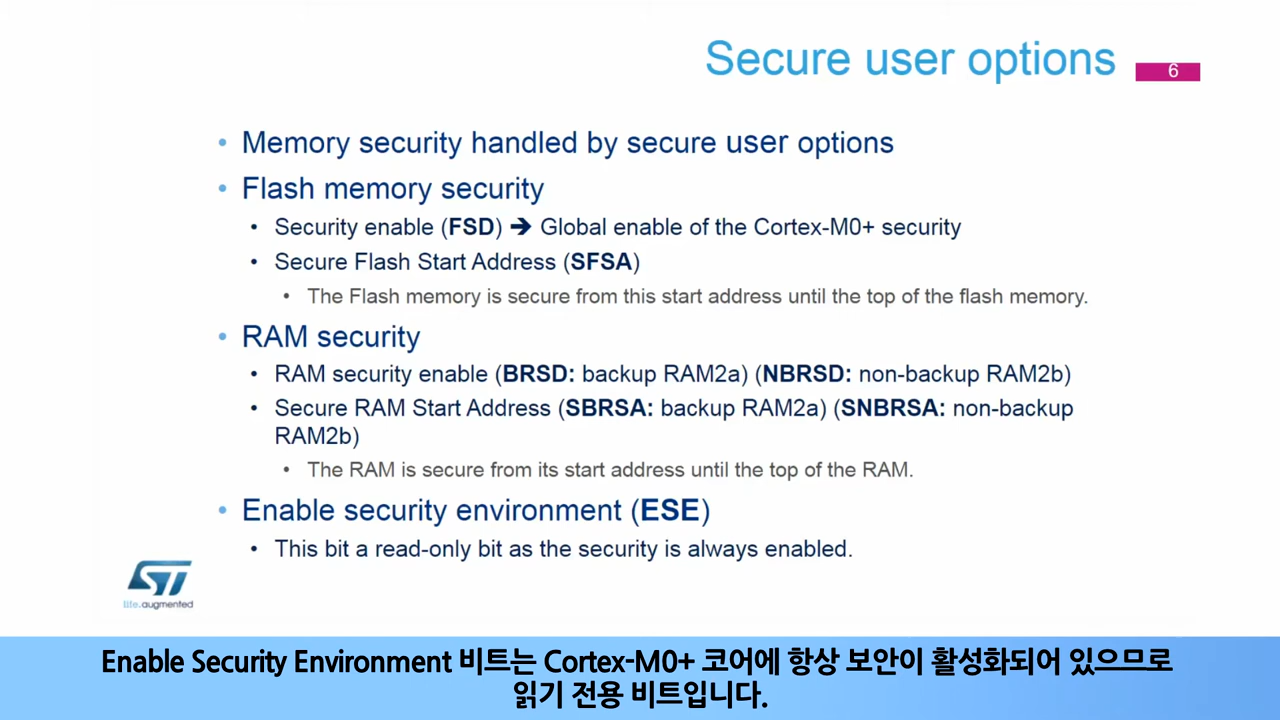 Secure user options
6
• Memory security handled by secure user options
• Flash memory security
• Security enable (FSD) ➔ Global enable of the Cortex-M0+ security
• Secure Flash Start Address (SFSA)
• The Flash memory is secure from this start address until the top of the flash memory.
• RAM security
• RAM security enable (BRSD: backup RAM2a) (NBRSD: non-backup RAM2b)
• Secure RAM Start Address (SBRSA: backup RAM2a) (SNBRSA: non-backup
RAM2b)
• The RAM is secure from its start address until the top of the RAM.
• Enable security environment (ESE)
• This bit a read-only bit as the security is always enabled.
ST
life.augmented
Enable Security Environment 비트는 Cortex-M0+ 코어에 항상 보안이 활성화되어 있으므로
읽기 전용 비트입니다.